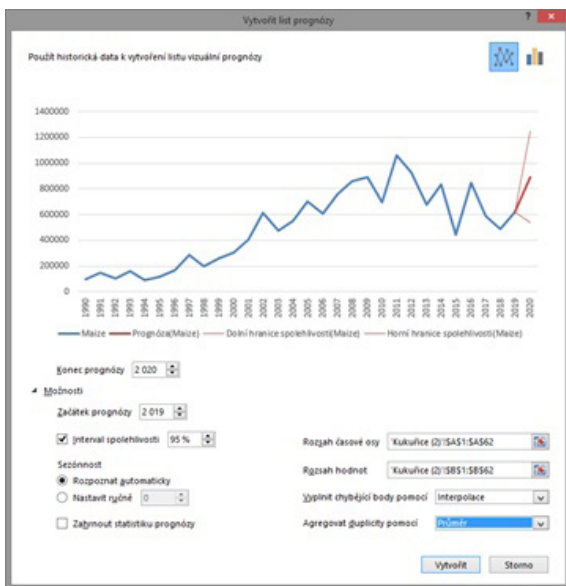 Vytvořit list prognózy
?
Použít historická data k vytvoření listu vizuální prognózy
1400000
1200000
1000000
800000
600000
400000
200000
0
1990 1991 1992 1993 1994 1995 1996 1997 1998 1999 2000 2001 2002 2003 2004 2005 2006 2007 2008 2009 2010 2011 2012 2013 2014 2015 2016 2017 2018 2019 2020
Maize Prognóza(Maize) Dolní hranice spolehlivosti(Maize) Horní hranice spolehlivosti(Maize)
Konec prognózy 2 020
Možnosti
Začátek prognózy 2 019
Interval spolehlivosti 95 % Rozsah časové osy 'Kukuřice (2)'!$A$1:$A$62
Sezónnost Rozsah hodnot 'Kukuřice (2)'!$B$1:$B$62
Rozpoznat automaticky
Nastavit ručně 0 Vyplnit chybějící body pomocí Interpolace
Zahrnout statistiku prognózy Agregovat duplicity pomocí Průměr
Vytvořit Storno